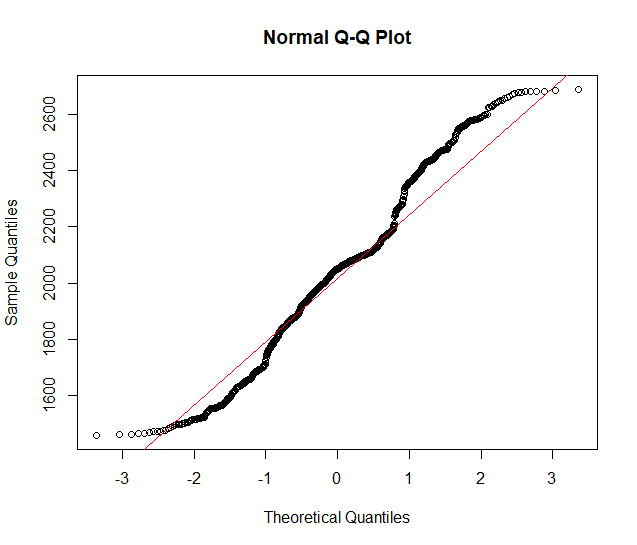 Normal Q-Q Plot
2600
2400
2200
2000
1800
1600
Sample Quantiles
-3 -2 -1 0 1 2 3
Theoretical Quantiles